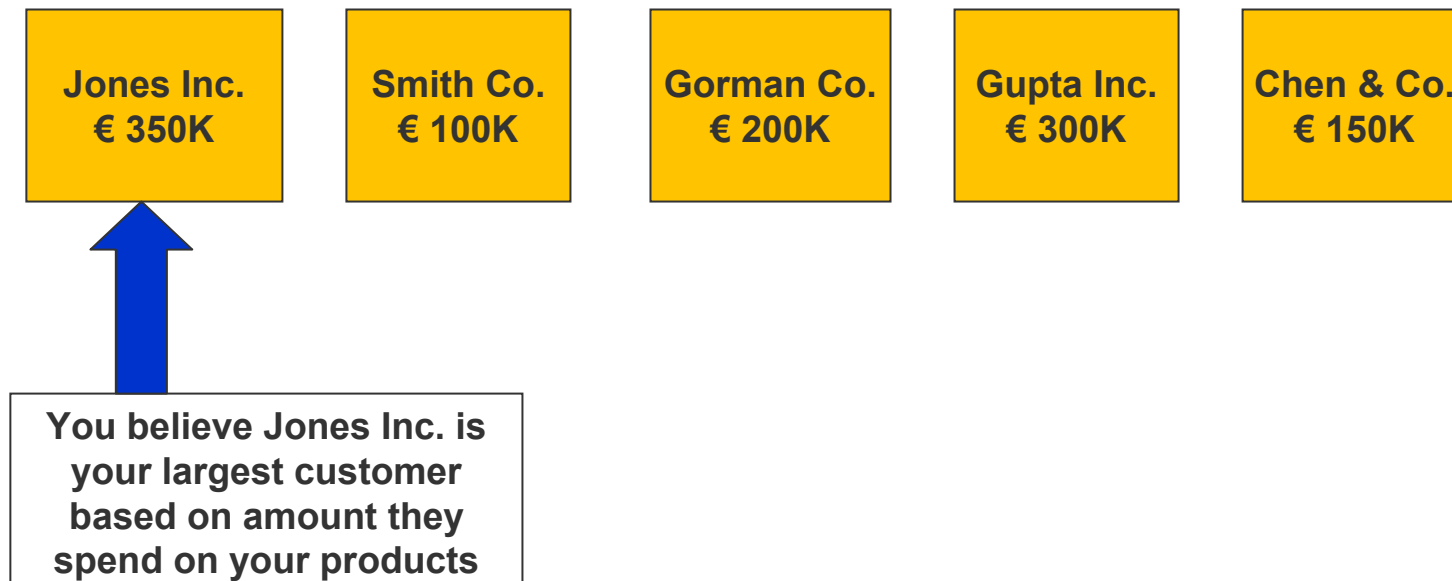 Jones Inc.
€ 350K
Smith Co.
€ 100K
Gorman Co.
€ 200K
Gupta Inc.
€ 300K
Chen & Co.
€ 150K
You believe Jones Inc. is
your largest customer
based on amount they
spend on your products